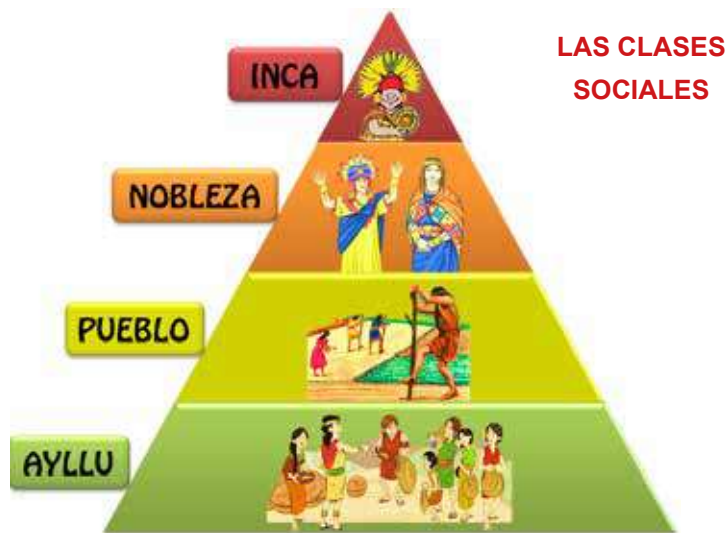 LAS CLASES
SOCIALES
INCA
NOBLEZA
PUEBLO
AYLLU